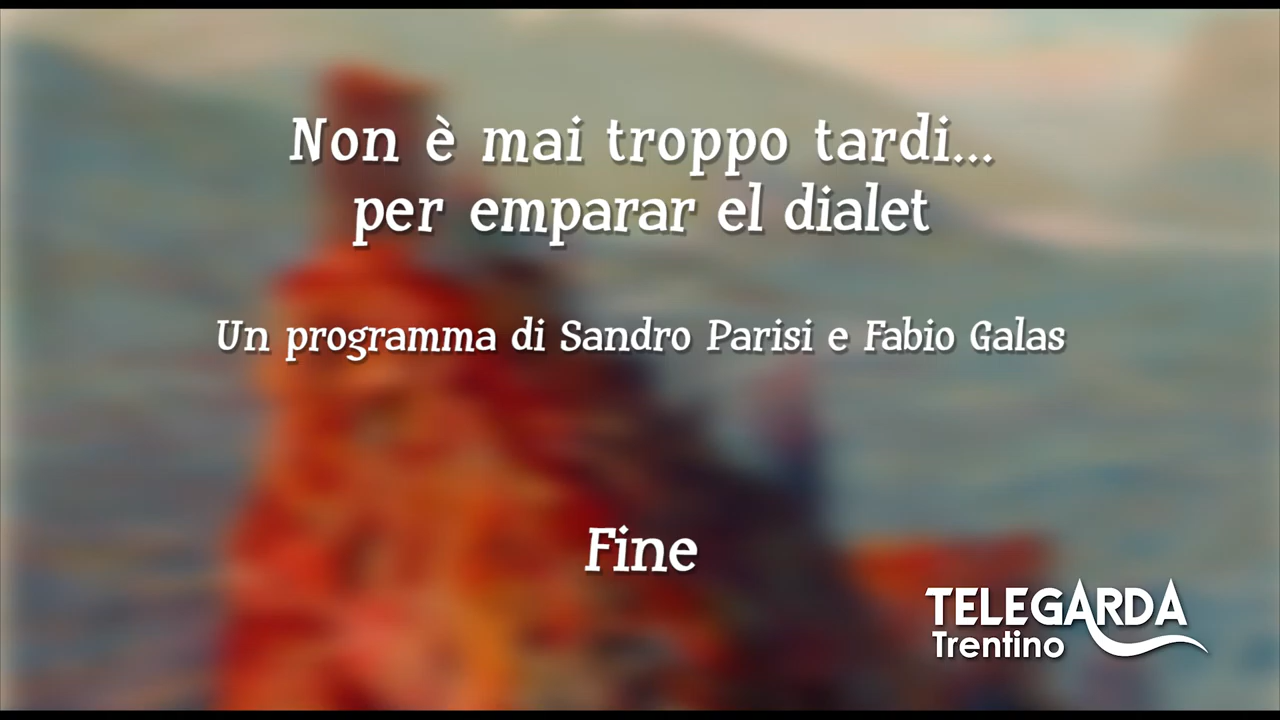 Non è mai troppo tardi...
per emparar el dialet
Un programma di Sandro Parisi e Fabio Galas
Fine
TELEGARDA
Trentino